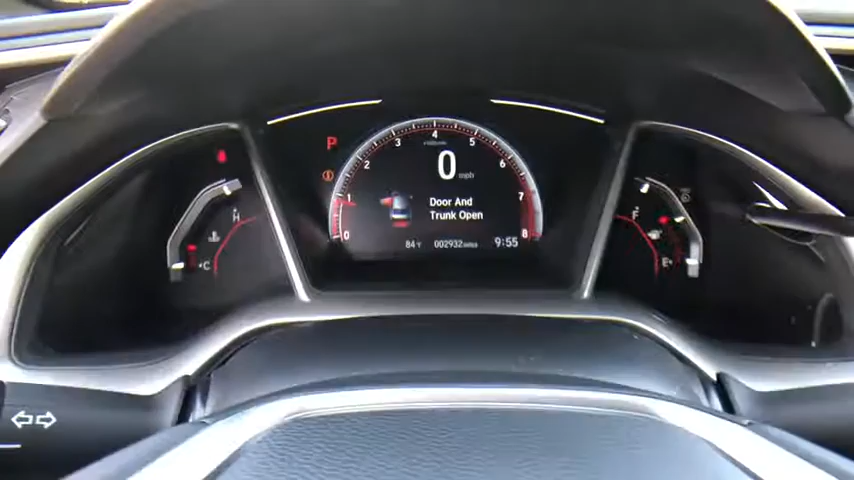 P
4
3
5
2
6
1
7
0
8
0 mph
Door And
Trunk Open
84°F
002932 miles
9:55
H
C
F
E